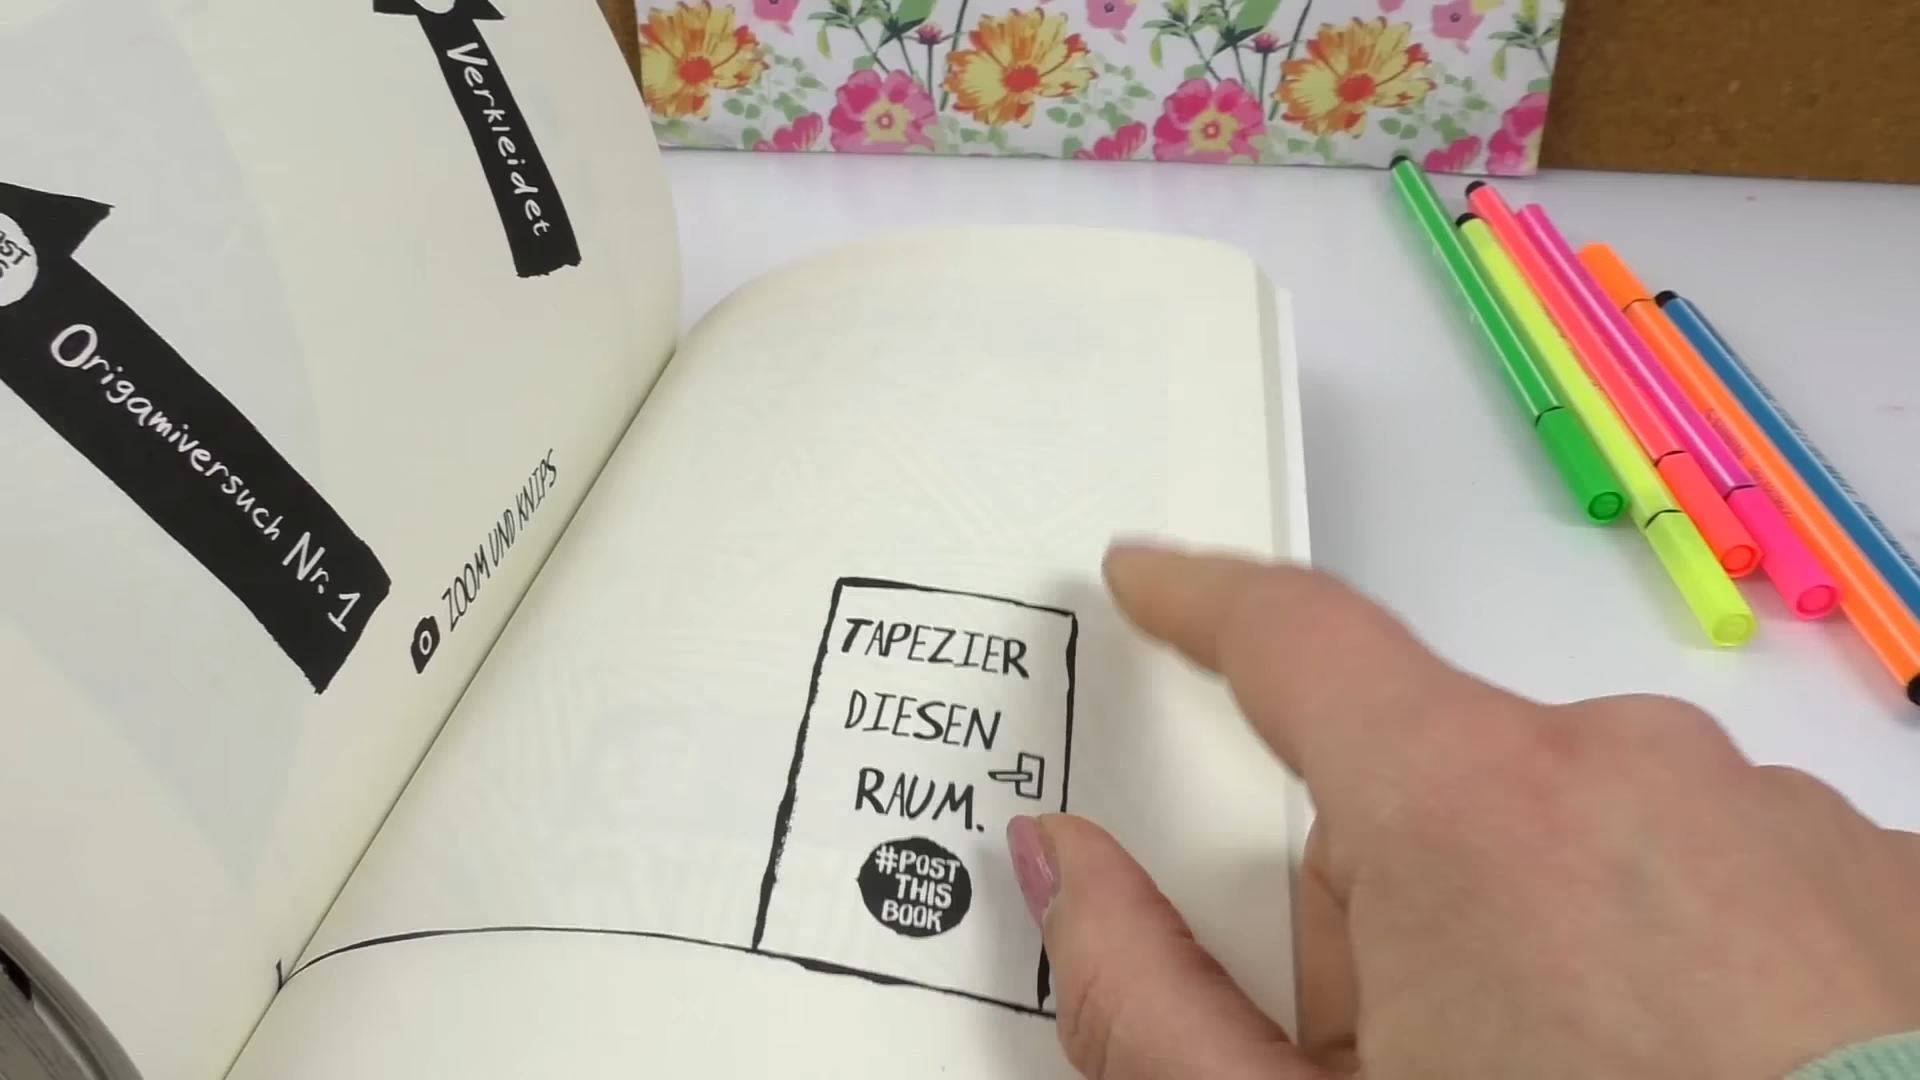 Verkleidet
Origamiversuch Nr. 1
ZOOM UND KNIPS
TAPEZIER
DIESEN
RAUM.
#POST
THIS
BOOK